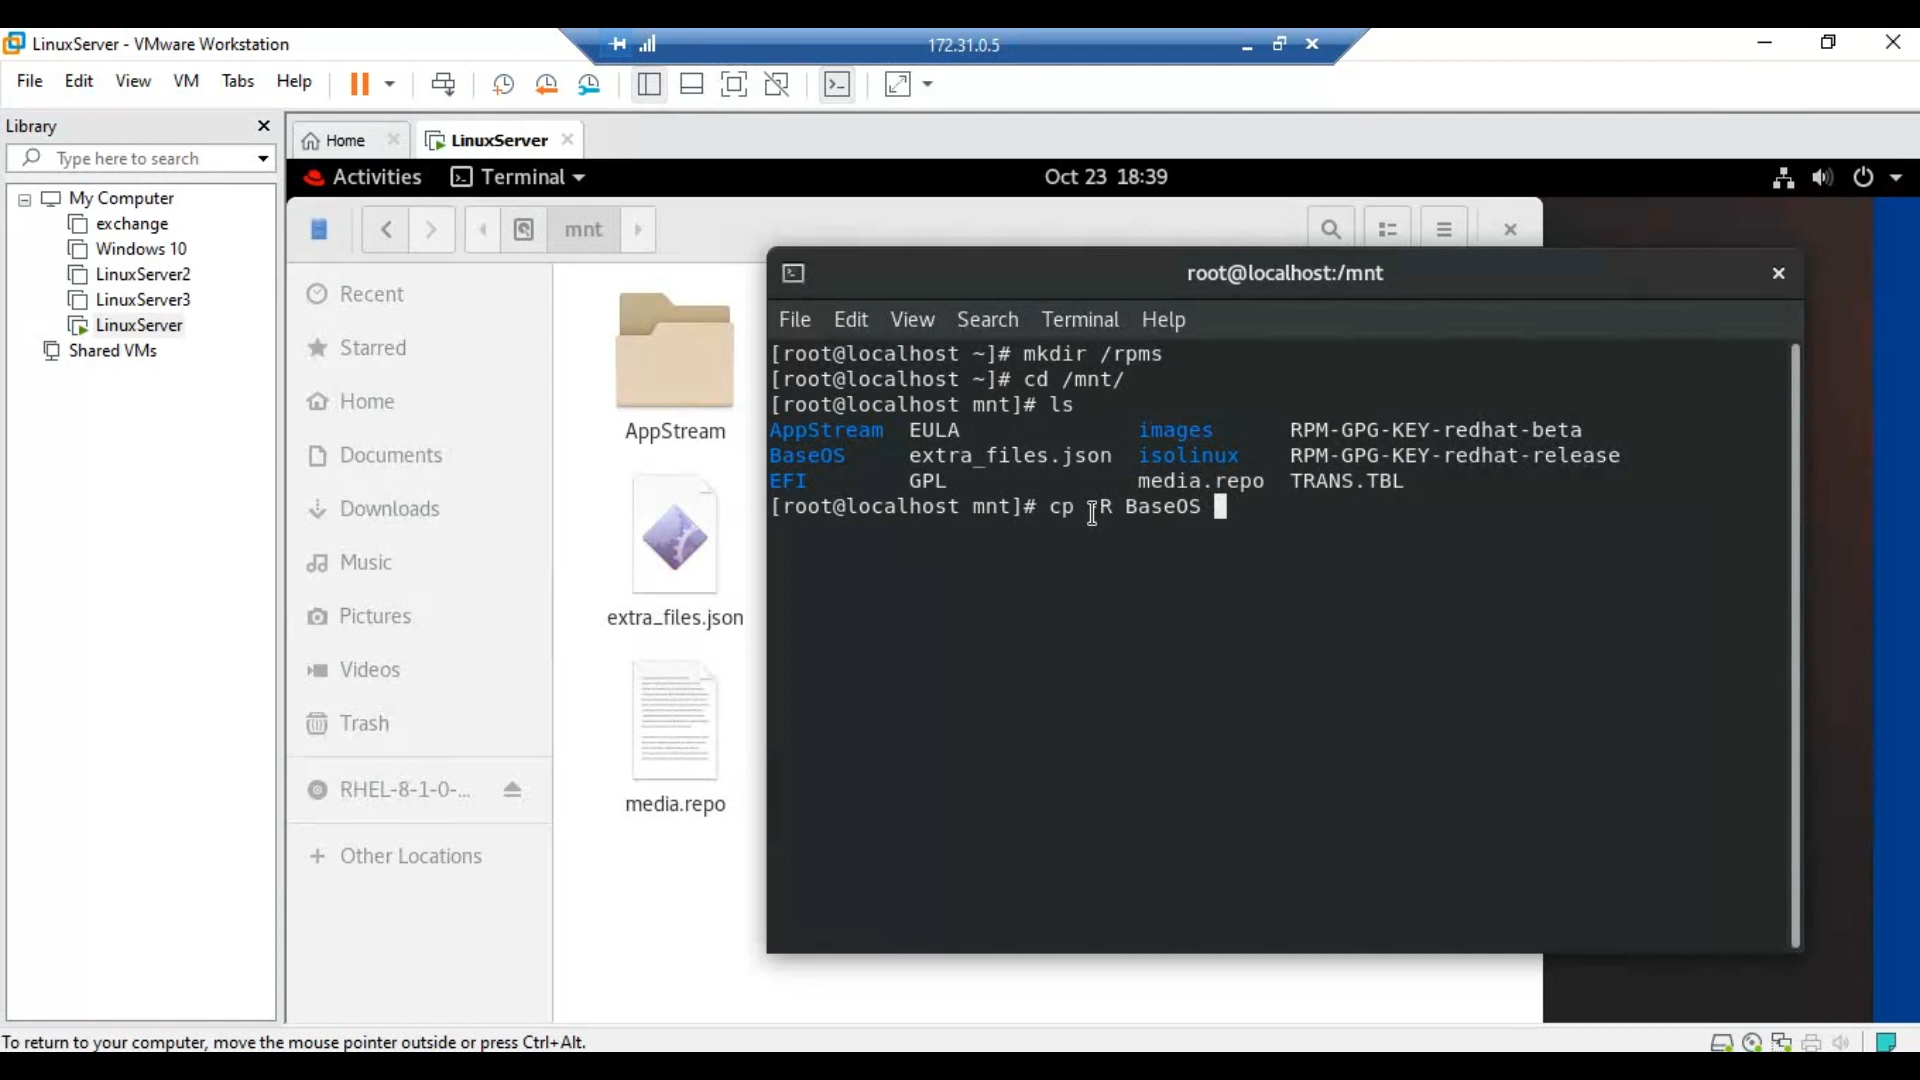 LinuxServer - VMware Workstation
172.31.0.5
File Edit View VM Tabs Help
Library
Type here to search
My Computer
exchange
Windows 10
LinuxServer2
LinuxServer3
LinuxServer
Shared VMs
Home
LinuxServer
Activities
Terminal
Oct 23 18:39
mnt
Recent
Starred
Home
Documents
Downloads
Music
Pictures
Videos
Trash
RHEL-8-1-0-...
Other Locations
AppStream
extra_files.json
media.repo
root@localhost:/mnt
File Edit View Search Terminal Help
[root@localhost ~]# mkdir /rpms
[root@localhost ~]# cd /mnt/
[root@localhost mnt]# ls
AppStream EULA images RPM-GPG-KEY-redhat-beta
BaseOS extra_files.json isolinux RPM-GPG-KEY-redhat-release
EFI GPL media.repo TRANS.TBL
[root@localhost mnt]# cp -R BaseOS
To return to your computer, move the mouse pointer outside or press Ctrl+Alt.